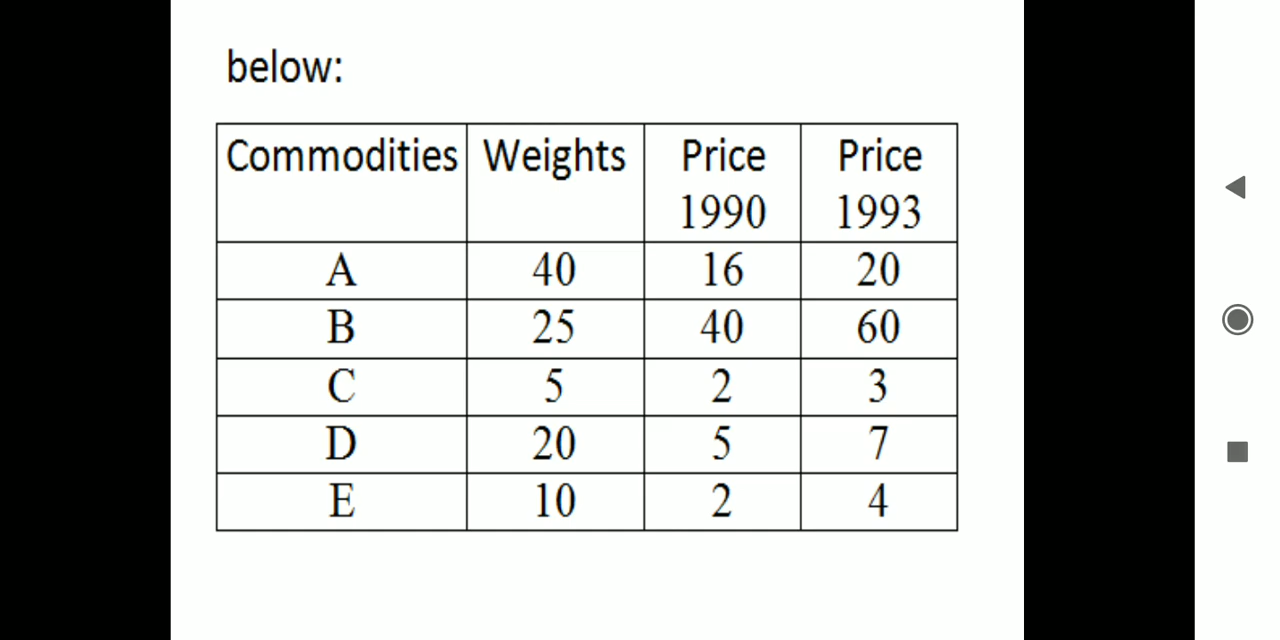 below:
Commodities Weights Price 1990 Price 1993
A 40 16 20
B 25 40 60
C 5 2 3
D 20 5 7
E 10 2 4